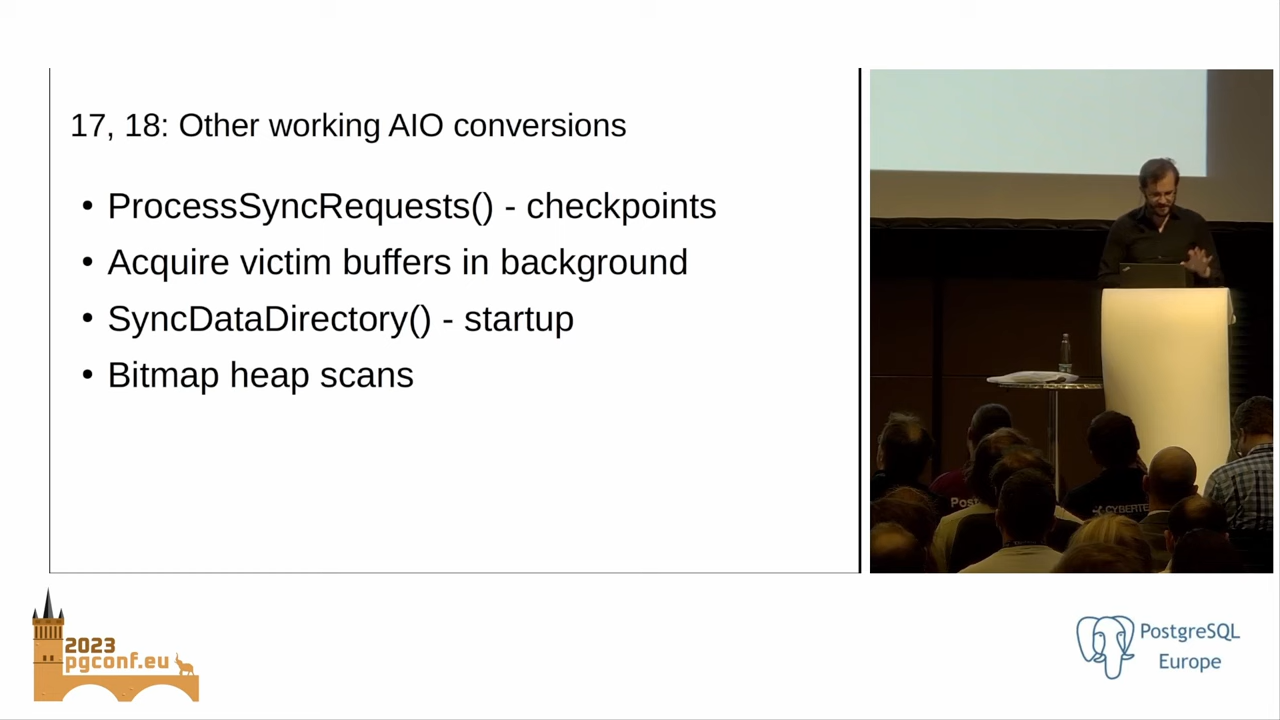 17, 18: Other working AIO conversions
• ProcessSyncRequests() - checkpoints
• Acquire victim buffers in background
• SyncDataDirectory() - startup
• Bitmap heap scans
2023
pgconf.eu
PostgreSQL
Europe